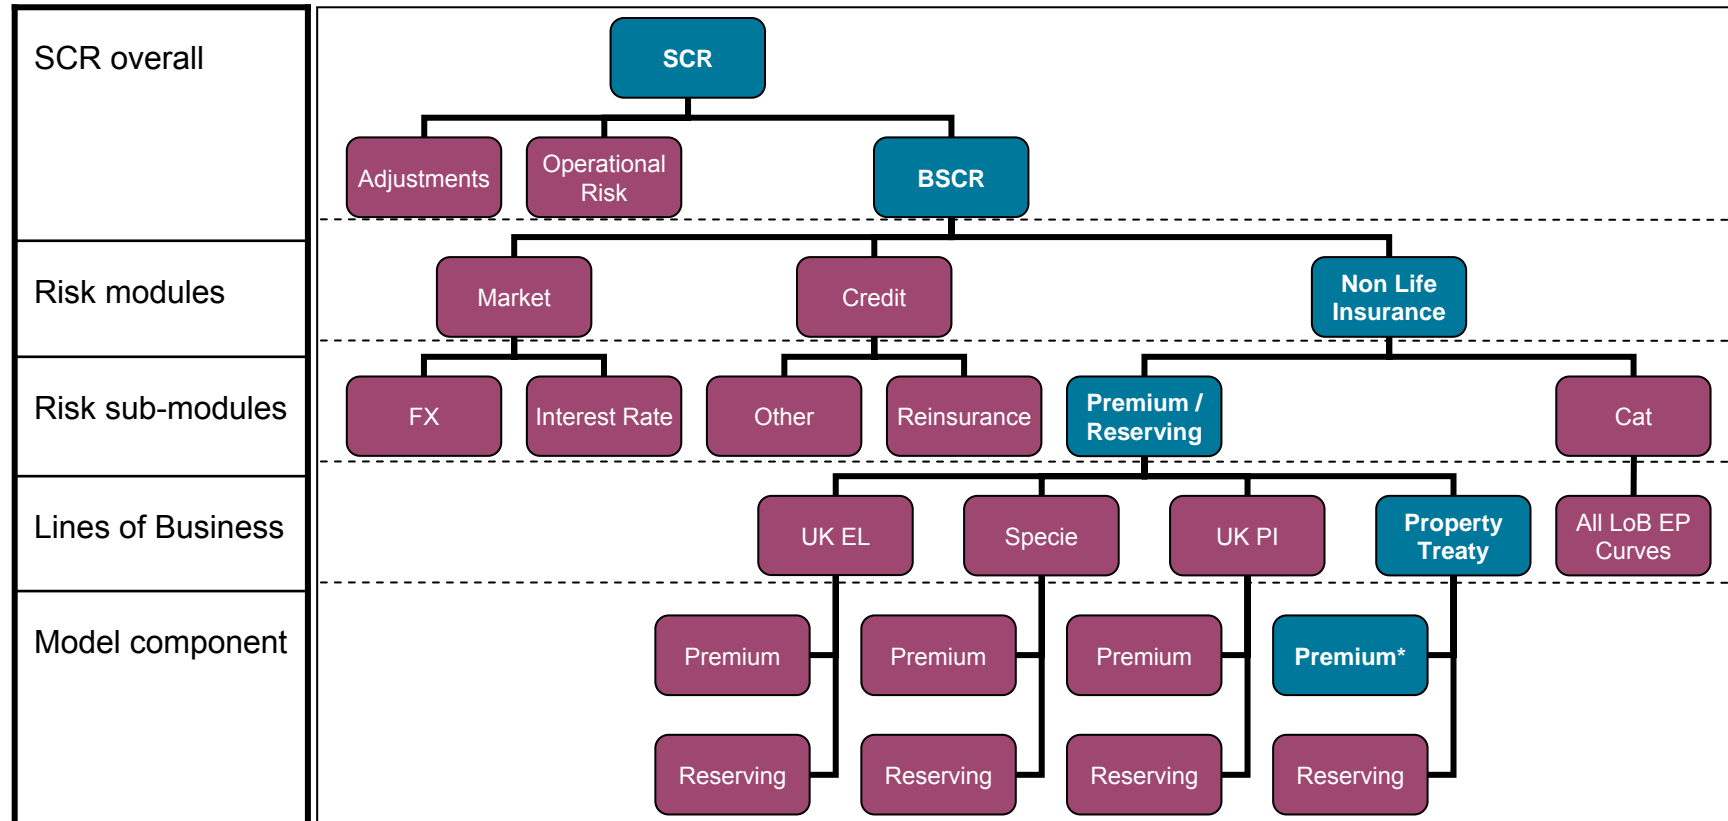 SCR overall
SCR
Adjustments
Operational
Risk
BSCR
Risk modules
Market
Credit
Non Life
Insurance
Risk sub-modules
FX
Interest Rate
Other
Reinsurance
Premium /
Reserving
Cat
Lines of Business
UK EL
Specie
UK PI
Property
Treaty
All LoB EP
Curves
Model component
Premium
Premium
Premium
Premium*
Reserving
Reserving
Reserving
Reserving